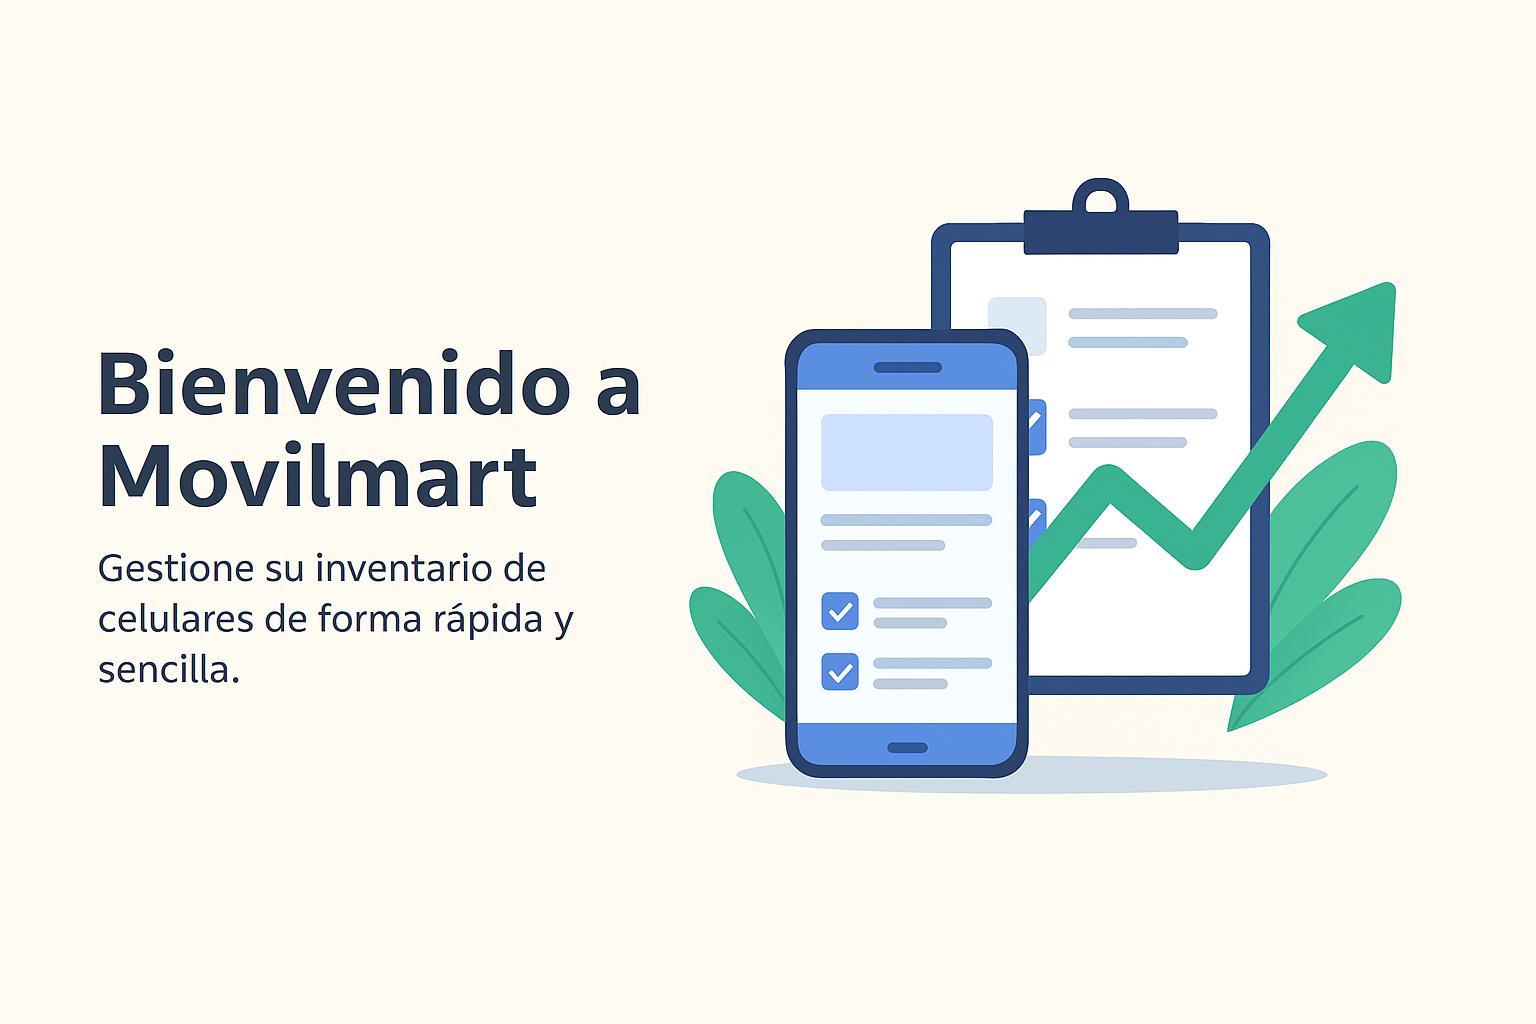 Bienvenido a
Movilmart
Gestione su inventario de
celulares de forma rápida y
sencilla.